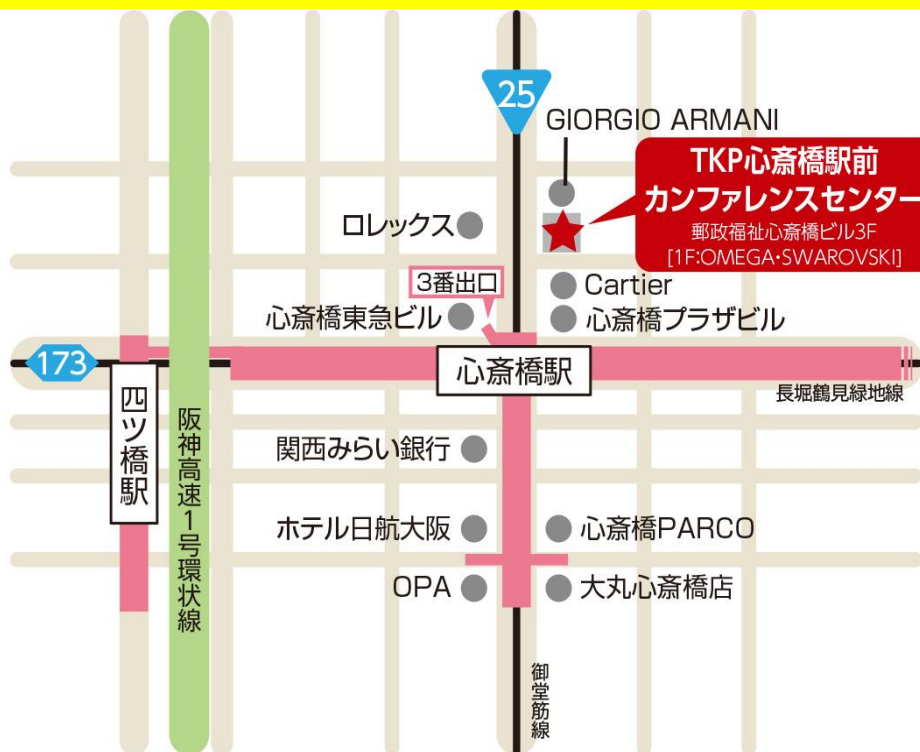 25
GIORGIO ARMANI
TKP心斎橋駅前
カンファレンスセンター
郵政福祉心斎橋ビル3F
[1F:OMEGA・SWAROVSKI]
ロレックス
3番出口
Cartier
心斎橋東急ビル
心斎橋プラザビル
173
心斎橋駅
長堀鶴見緑地線
四ツ橋駅
阪神高速1号環状線
関西みらい銀行
ホテル日航大阪
心斎橋PARCO
OPA
大丸心斎橋店
御堂筋線